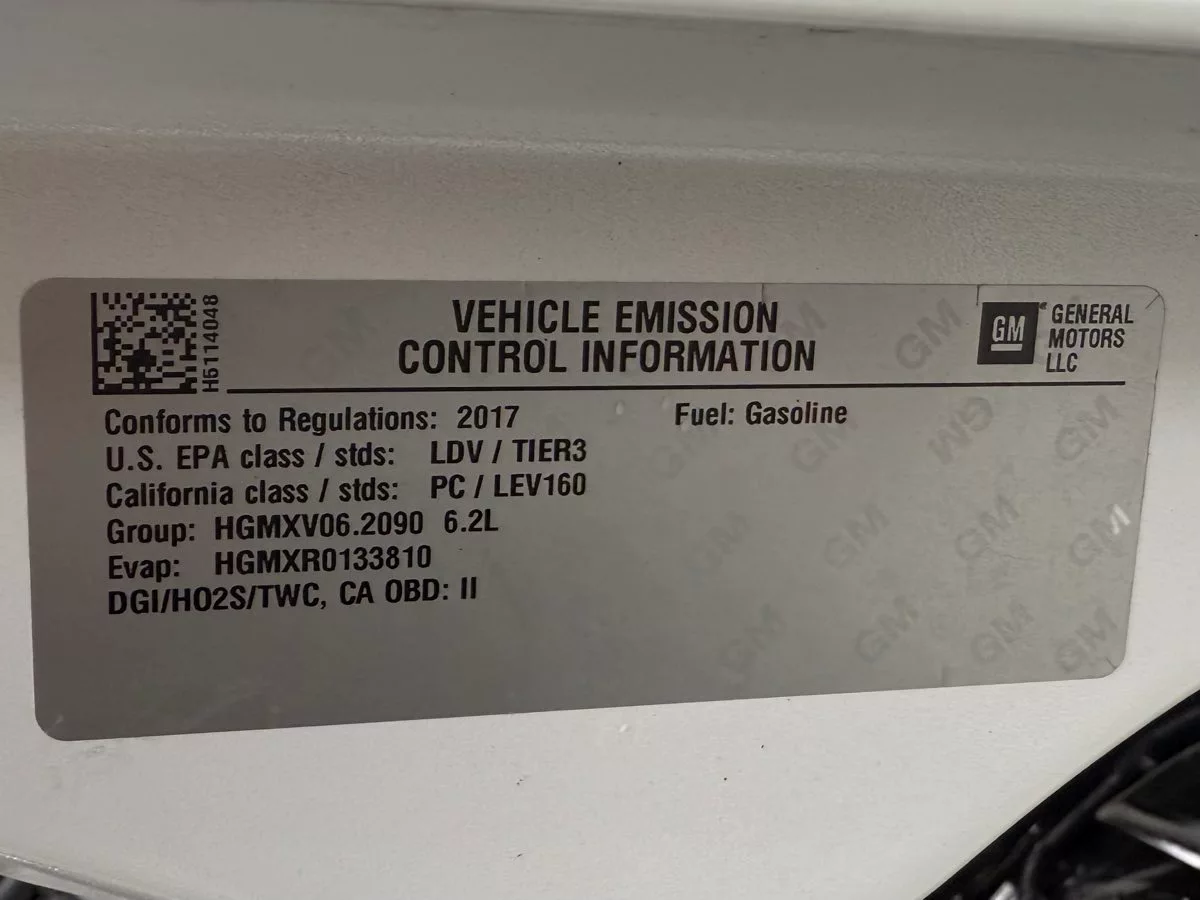 H5114048
VEHICLE EMISSION
CONTROL INFORMATION
GM
GENERAL
MOTORS
LLC
Conforms to Regulations: 2017 Fuel: Gasoline
U.S. EPA class / stds: LDV / TIER3
California class / stds: PC / LEV160
Group: HGMXV06.2090 6.2L
Evap: HGMXR0133810
DGI/HO2S/TWC, CA OBD: II